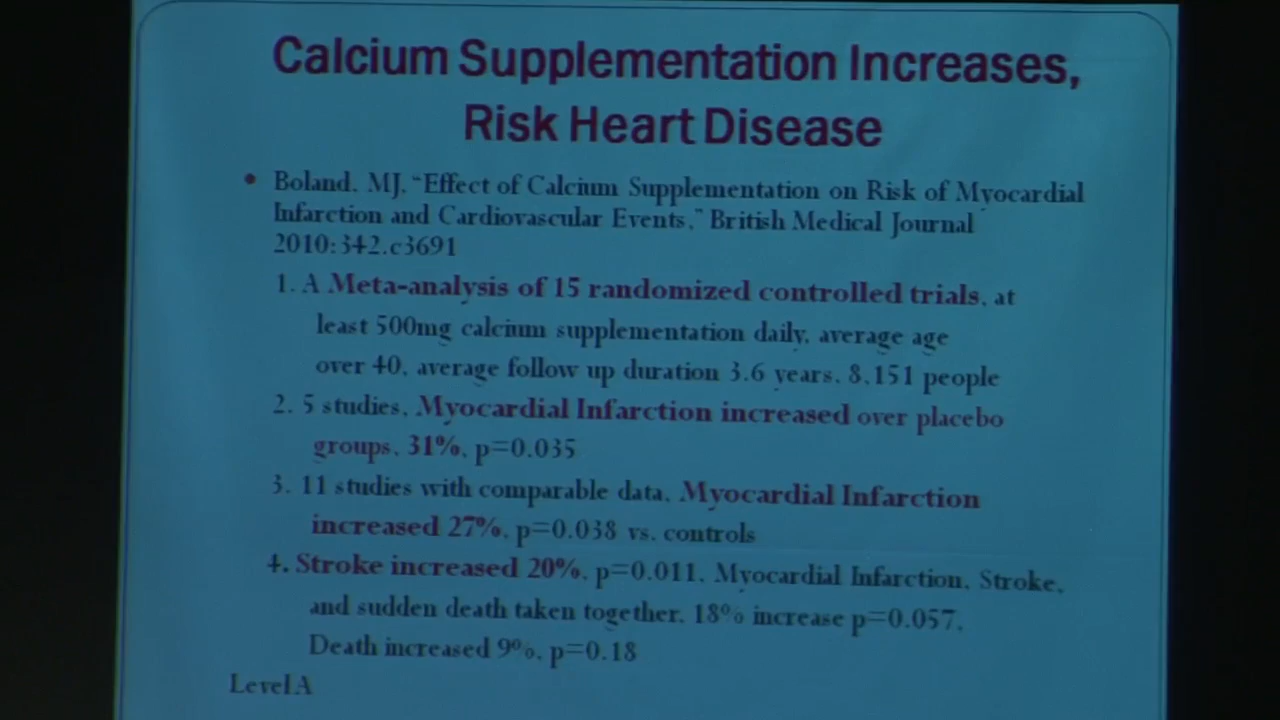 Calcium Supplementation Increases,
Risk Heart Disease
• Boland, MJ, "Effect of Calcium Supplementation on Risk of Myocardial
Infarction and Cardiovascular Events," British Medical Journal
2010:342.c3691
1. A Meta-analysis of 15 randomized controlled trials, at
least 500mg calcium supplementation daily, average age
over 40, average follow up duration 3.6 years, 8,151 people
2. 5 studies, Myocardial Infarction increased over placebo
groups, 31%, p=0.035
3. 11 studies with comparable data, Myocardial Infarction
increased 27%, p=0.038 vs. controls
4. Stroke increased 20%, p=0.011, Myocardial Infarction, Stroke,
and sudden death taken together, 18% increase p=0.057,
Death increased 9%, p=0.18
Level A